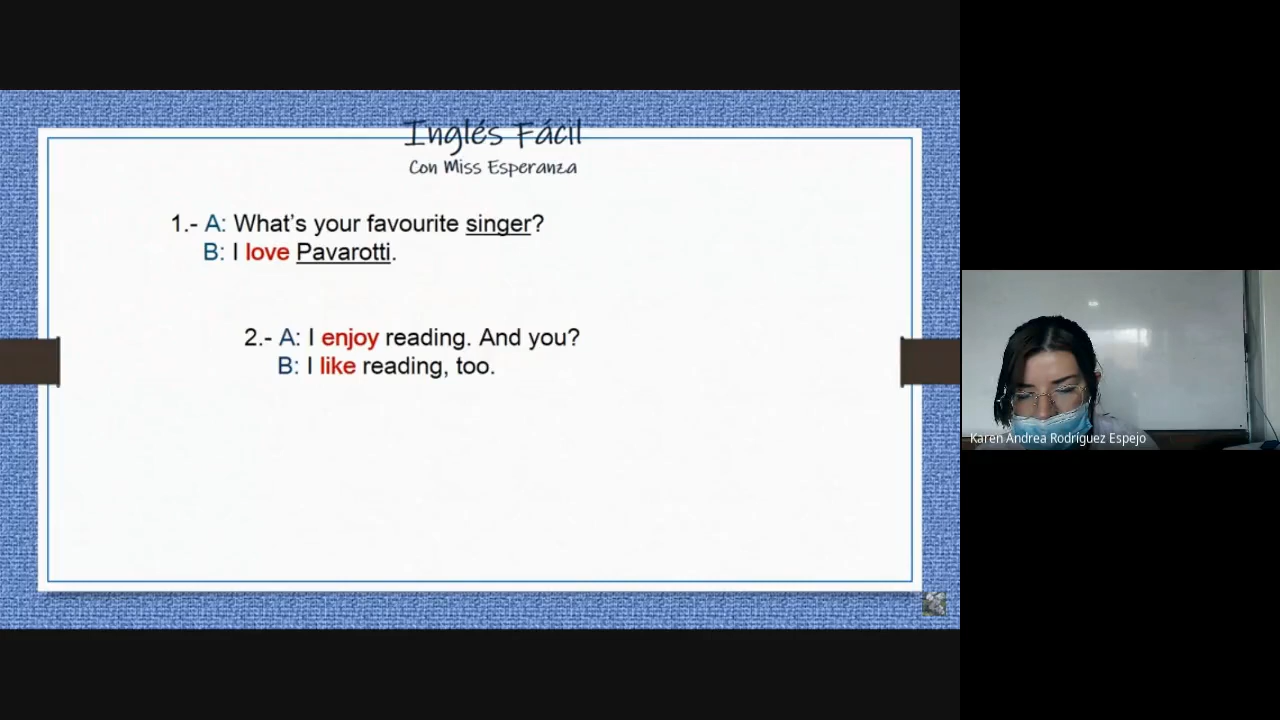 Inglés Fácil
Con Miss Esperanza
1.- A: What's your favourite singer?
B: I love Pavarotti.
2.- A: I enjoy reading. And you?
B: I like reading, too.
Karen Andrea Rodríguez Espejo